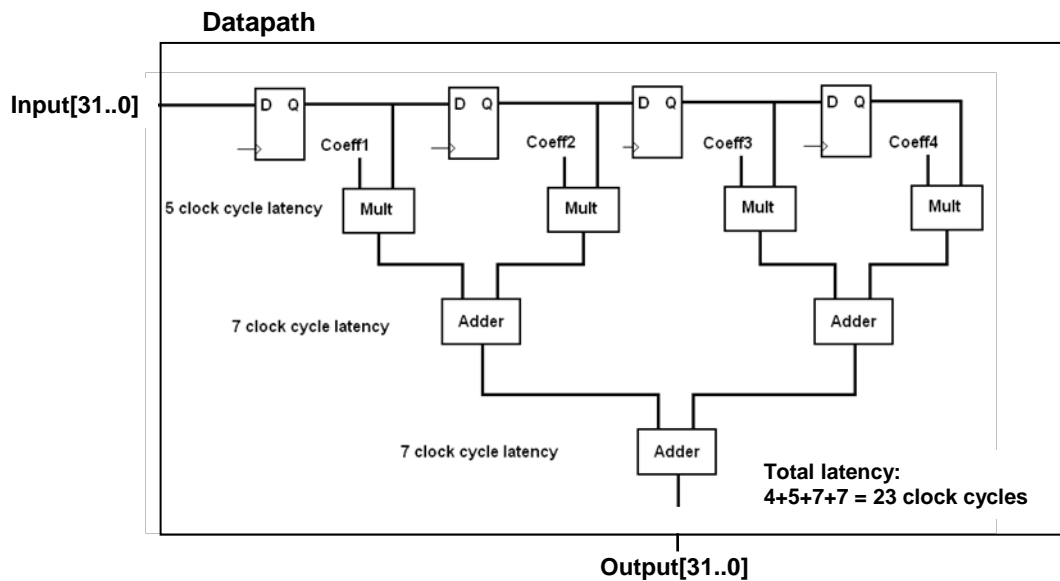 Datapath
Input[31..0]
D Q
D Q
D Q
D Q
Coeff1
Coeff2
Coeff3
Coeff4
5 clock cycle latency
Mult
Mult
Mult
Mult
7 clock cycle latency
Adder
Adder
7 clock cycle latency
Adder
Total latency:
4+5+7+7 = 23 clock cycles
Output[31..0]